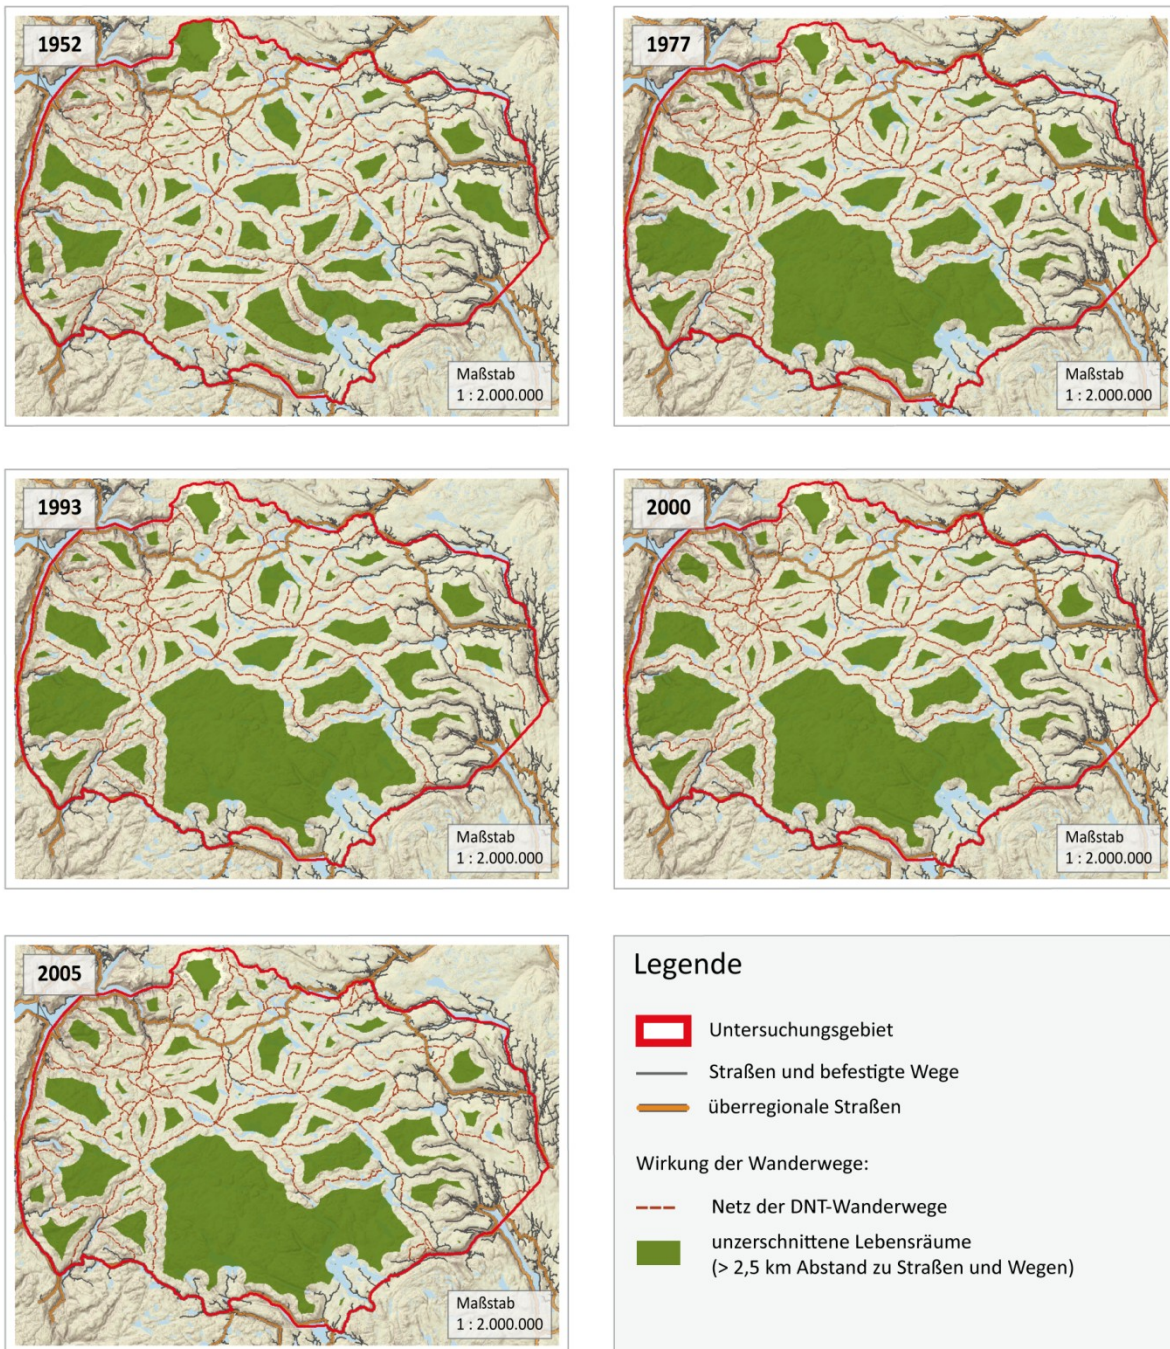 1952
Maßstab
1 : 2.000.000
1977
Maßstab
1 : 2.000.000
1993
Maßstab
1 : 2.000.000
2000
Maßstab
1 : 2.000.000
2005
Maßstab
1 : 2.000.000
Legende
Untersuchungsgebiet
Straßen und befestigte Wege
überregionale Straßen
Wirkung der Wanderwege:
Netz der DNT-Wanderwege
unzerschnittene Lebensräume
(> 2,5 km Abstand zu Straßen und Wegen)